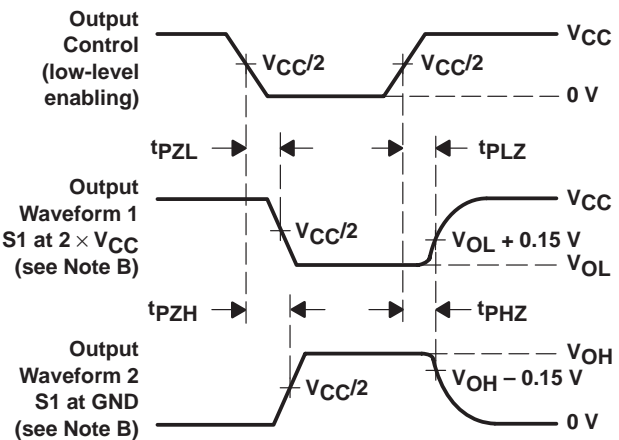 Output
Control
(low-level
enabling)
VCC
VCC/2
VCC/2
0 V
tPZL
tPLZ
Output
Waveform 1
S1 at 2 × VCC
(see Note B)
VCC
VCC/2
VOL + 0.15 V
VOL
tPZH
tPHZ
Output
Waveform 2
S1 at GND
(see Note B)
VOH
VCC/2
VOH – 0.15 V
0 V